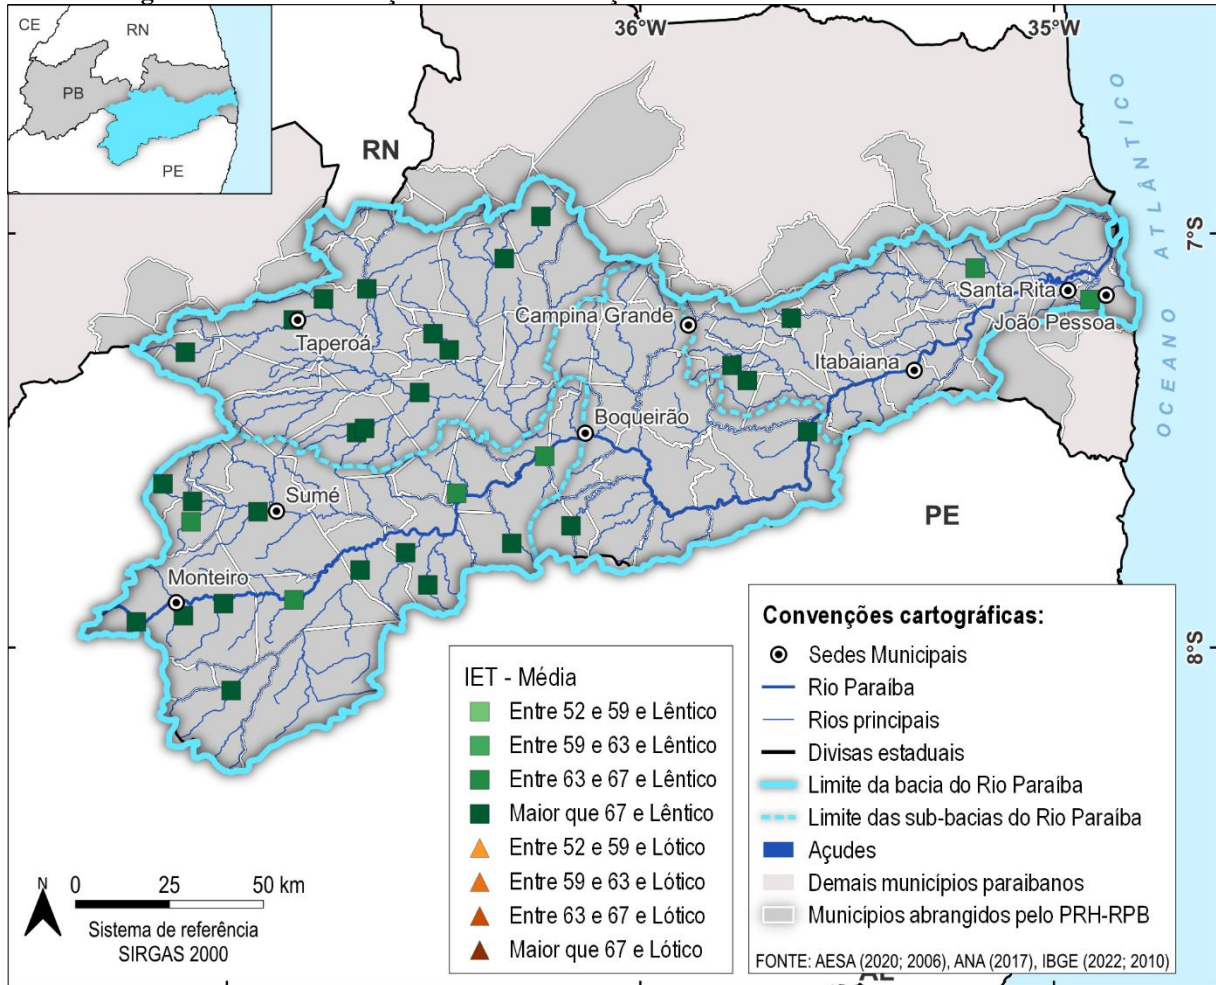 36°W
35°W
CE
RN
PB
PE
RN
7°S
OCEANO ATLÂNTICO
Santa Rita
Campina Grande
João Pessoa
Taperoá
Itabaiana
Boqueirão
Sumé
PE
Monteiro
8°S
IET - Média
Entre 52 e 59 e Lêntico
Entre 59 e 63 e Lêntico
Entre 63 e 67 e Lêntico
Maior que 67 e Lêntico
Entre 52 e 59 e Lótico
Entre 59 e 63 e Lótico
Entre 63 e 67 e Lótico
Maior que 67 e Lótico
Convenções cartográficas:
Sedes Municipais
Rio Paraíba
Rios principais
Divisas estaduais
Limite da bacia do Rio Paraíba
Limite das sub-bacias do Rio Paraíba
Açudes
Demais municípios paraibanos
Municípios abrangidos pelo PRH-RPB
FONTE: AESA (2020; 2006), ANA (2017), IBGE (2022; 2010)
N
0 25 50 km
Sistema de referência
SIRGAS 2000